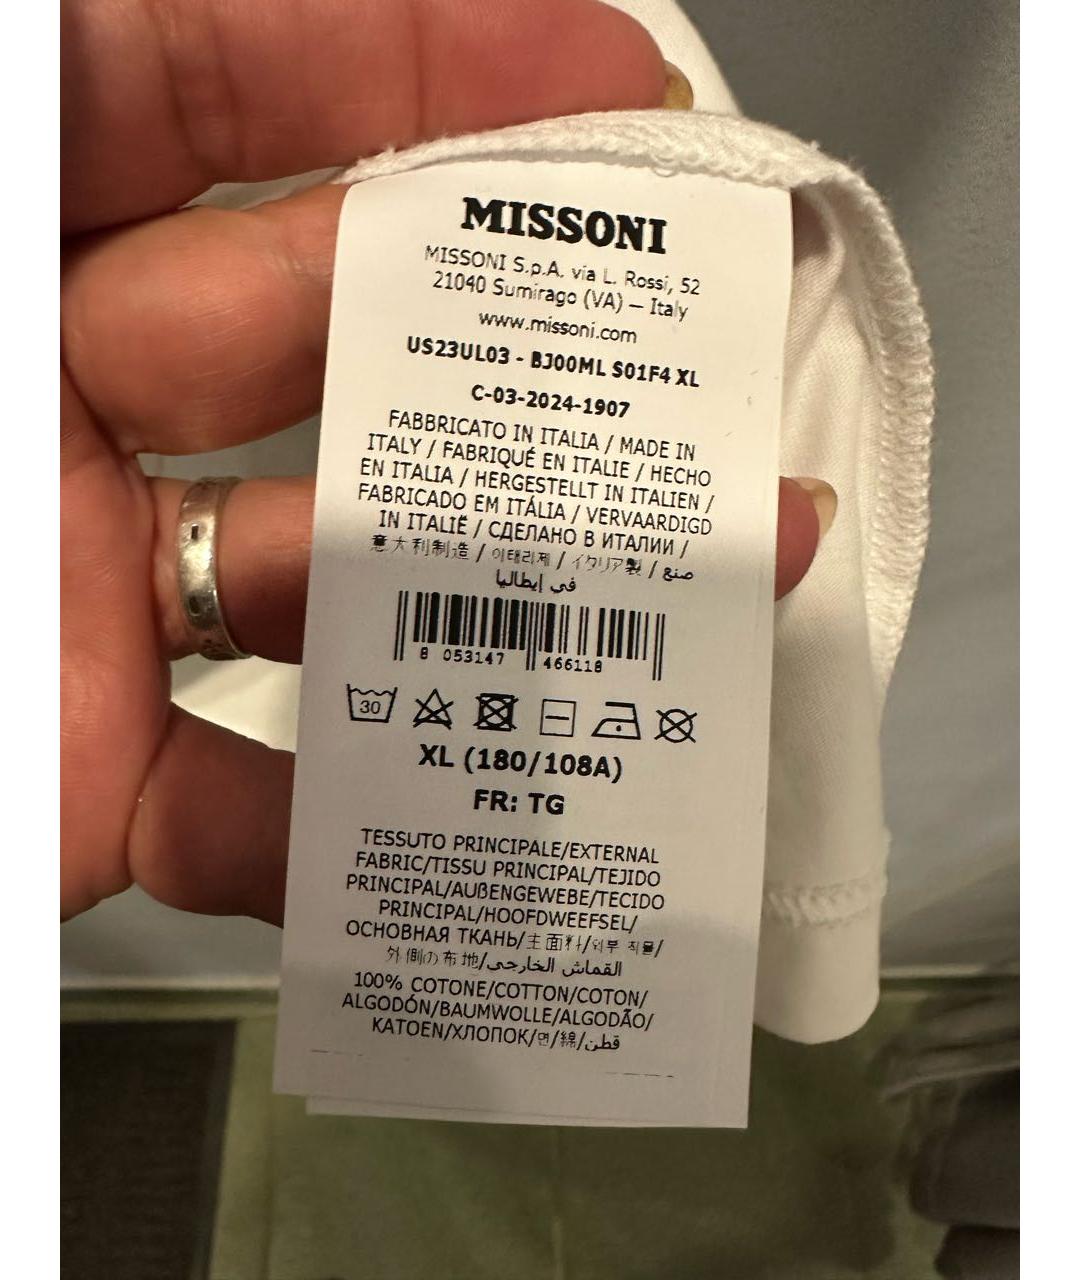 MISSONI
MISSONI S.p.A. via L. Rossi, 52
21040 Sumirago (VA) — Italy
www.missoni.com
US23UL03 - BJ00ML S01F4 XL
C-03-2024-1907
FABBRICATO IN ITALIA / MADE IN
ITALY / FABRIQUÉ EN ITALIE / HECHO
EN ITALIA / HERGESTELLT IN ITALIEN /
FABRICADO EM ITÁLIA / VERVAARDIGD
IN ITALIË / СДЕЛАНО В ИТАЛИИ /
意大利制造 / 이태리제 / イタリア製 / صنع
في إيطاليا
8 053147 466118
30
XL (180/108A)
FR: TG
TESSUTO PRINCIPALE/EXTERNAL
FABRIC/TISSU PRINCIPAL/TEJIDO
PRINCIPAL/AUßENGEWEBE/TECIDO
PRINCIPAL/HOOFDWEEFSEL/
ОСНОВНАЯ ТКАНЬ/主面料/외부 직물/
外側の布地/القماش الخارجي
100% COTONE/COTTON/COTON/
ALGODÓN/BAUMWOLLE/ALGODÃO/
KATOEN/ХЛОПОК/면/綿/قطن